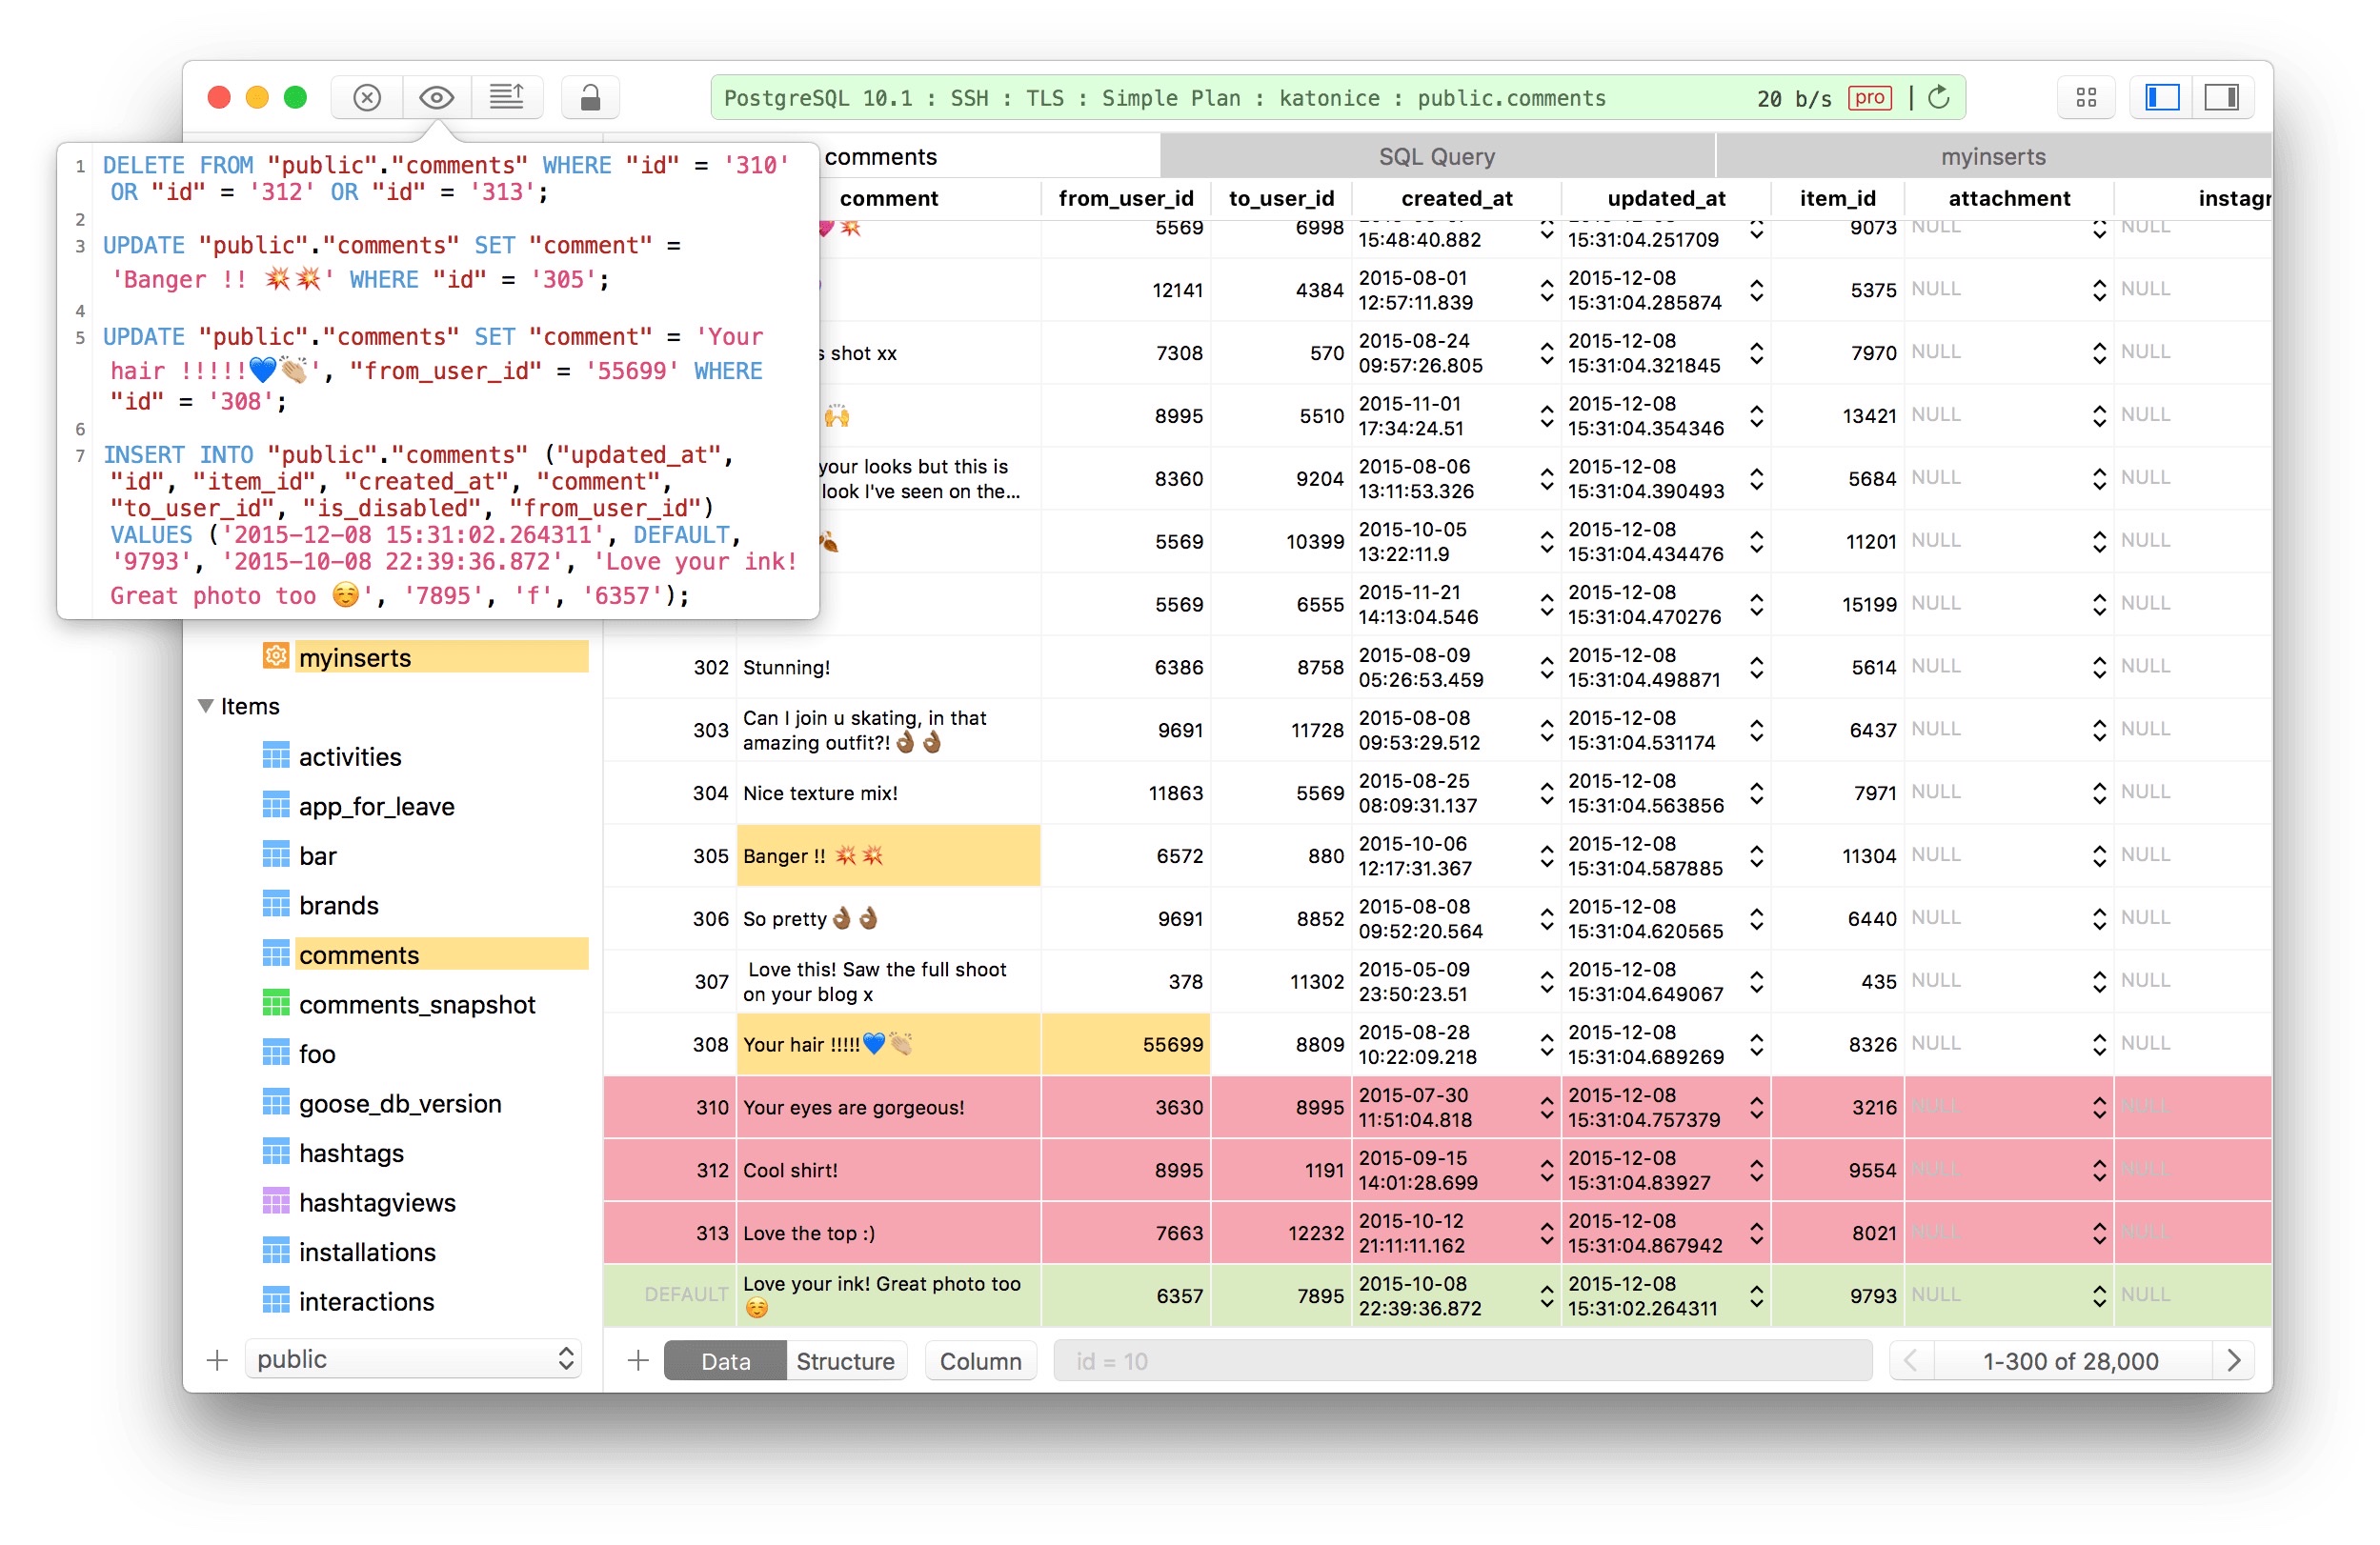 PostgreSQL 10.1 : SSH : TLS : Simple Plan : katonice : public.comments 20 b/s pro
1 DELETE FROM "public"."comments" WHERE "id" = '310'
OR "id" = '312' OR "id" = '313';
2
3 UPDATE "public"."comments" SET "comment" =
'Banger !! 💥💥' WHERE "id" = '305';
4
5 UPDATE "public"."comments" SET "comment" = 'Your
hair !!!!!💙👏🏼', "from_user_id" = '55699' WHERE
"id" = '308';
6
7 INSERT INTO "public"."comments" ("updated_at",
"id", "item_id", "created_at", "comment",
"to_user_id", "is_disabled", "from_user_id")
VALUES ('2015-12-08 15:31:02.264311', DEFAULT,
'9793', '2015-10-08 22:39:36.872', 'Love your ink!
Great photo too ☺️', '7895', 'f', '6357');
myinserts
Items
activities
app_for_leave
bar
brands
comments
comments_snapshot
foo
goose_db_version
hashtags
hashtagviews
installations
interactions
public
comments SQL Query myinserts
comment from_user_id to_user_id created_at updated_at item_id attachment instagr
5569 6998 15:48:40.882 15:31:04.251709 9073 NULL NULL
12141 4384 2015-08-01 12:57:11.839 2015-12-08 15:31:04.285874 5375 NULL NULL
shot xx 7308 570 2015-08-24 09:57:26.805 2015-12-08 15:31:04.321845 7970 NULL NULL
🙌 8995 5510 2015-11-01 17:34:24.51 2015-12-08 15:31:04.354346 13421 NULL NULL
your looks but this is look I've seen on the... 8360 9204 2015-08-06 13:11:53.326 2015-12-08 15:31:04.390493 5684 NULL NULL
🍂 5569 10399 2015-10-05 13:22:11.9 2015-12-08 15:31:04.434476 11201 NULL NULL
5569 6555 2015-11-21 14:13:04.546 2015-12-08 15:31:04.470276 15199 NULL NULL
302 Stunning! 6386 8758 2015-08-09 05:26:53.459 2015-12-08 15:31:04.498871 5614 NULL NULL
303 Can I join u skating, in that amazing outfit?! 👌🏾👌🏾 9691 11728 2015-08-08 09:53:29.512 2015-12-08 15:31:04.531174 6437 NULL NULL
304 Nice texture mix! 11863 5569 2015-08-25 08:09:31.137 2015-12-08 15:31:04.563856 7971 NULL NULL
305 Banger !! 💥💥 6572 880 2015-10-06 12:17:31.367 2015-12-08 15:31:04.587885 11304 NULL NULL
306 So pretty👌🏾👌🏾 9691 8852 2015-08-08 09:52:20.564 2015-12-08 15:31:04.620565 6440 NULL NULL
307 Love this! Saw the full shoot on your blog x 378 11302 2015-05-09 23:50:23.51 2015-12-08 15:31:04.649067 435 NULL NULL
308 Your hair !!!!!💙👏🏼 55699 8809 2015-08-28 10:22:09.218 2015-12-08 15:31:04.689269 8326 NULL NULL
310 Your eyes are gorgeous! 3630 8995 2015-07-30 11:51:04.818 2015-12-08 15:31:04.757379 3216 NULL NULL
312 Cool shirt! 8995 1191 2015-09-15 14:01:28.699 2015-12-08 15:31:04.83927 9554 NULL NULL
313 Love the top :) 7663 12232 2015-10-12 21:11:11.162 2015-12-08 15:31:04.867942 8021 NULL NULL
DEFAULT Love your ink! Great photo too ☺️ 6357 7895 2015-10-08 22:39:36.872 2015-12-08 15:31:02.264311 9793 NULL NULL
Data Structure Column id = 10 1-300 of 28,000